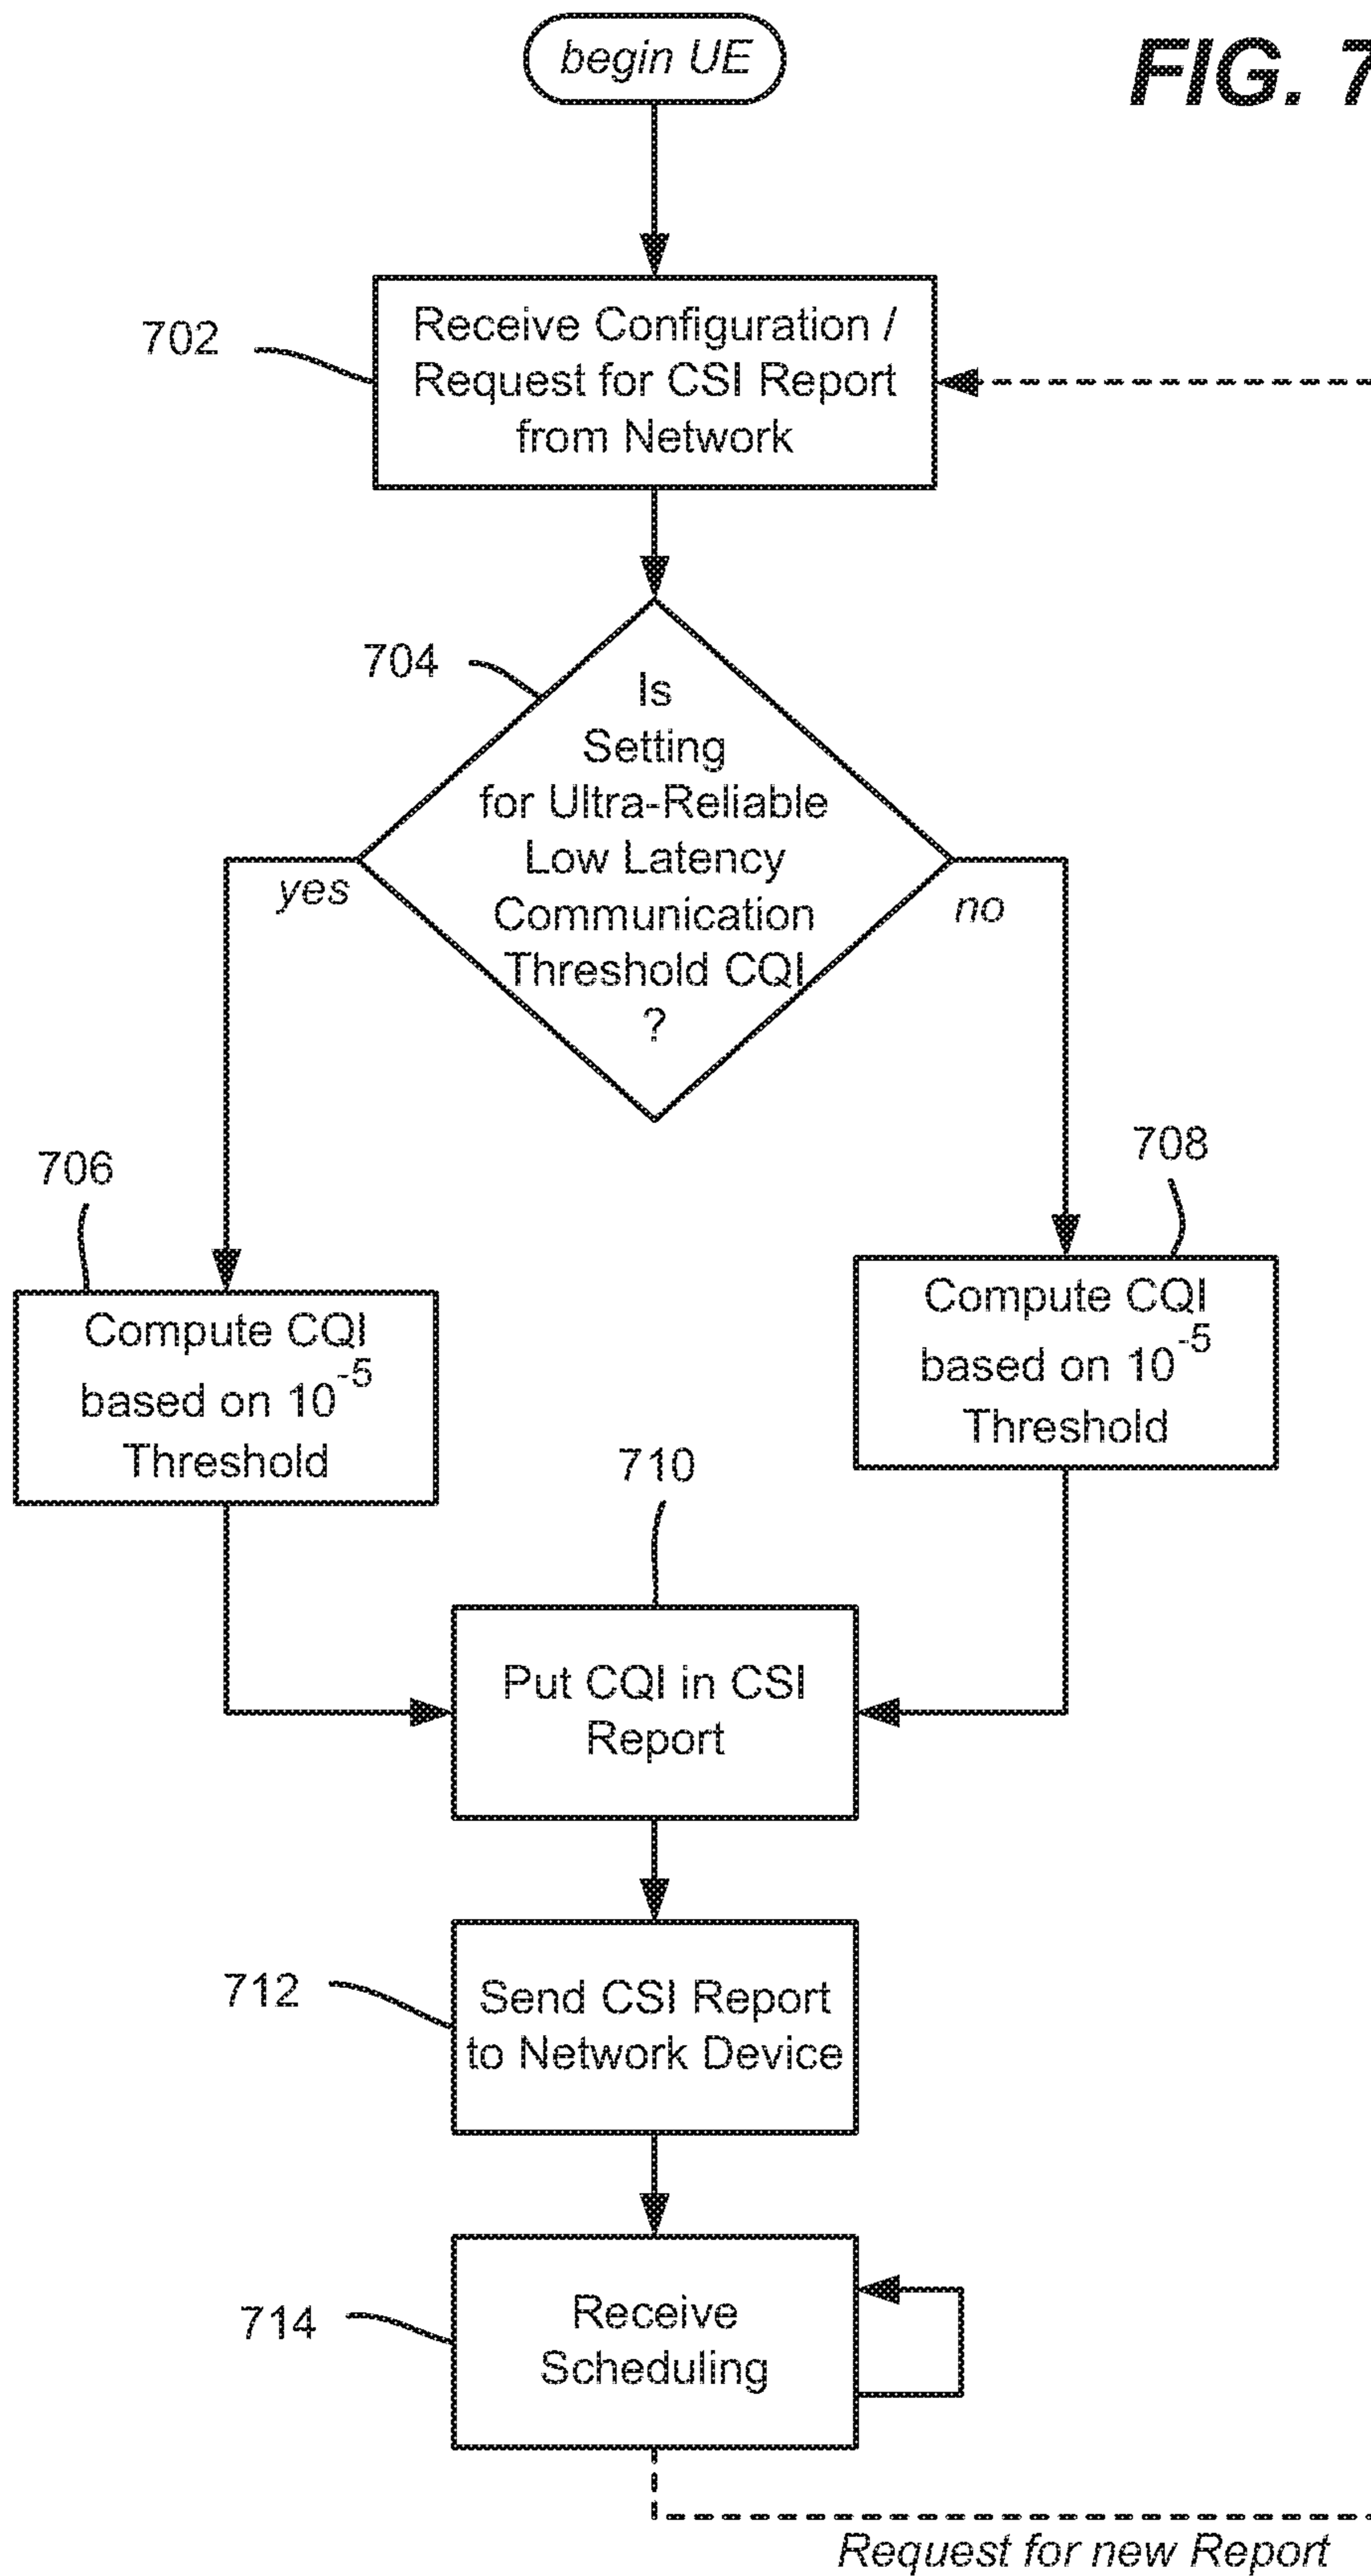 begin UE
FIG. 7
702
Receive Configuration /
Request for CSI Report
from Network
704
Is
Setting
for Ultra-Reliable
Low Latency
Communication
Threshold CQI
?
yes
no
706
708
Compute CQI
based on 10⁻⁵
Threshold
Compute CQI
based on 10⁻⁵
Threshold
710
Put CQI in CSI
Report
712
Send CSI Report
to Network Device
714
Receive
Scheduling
Request for new Report